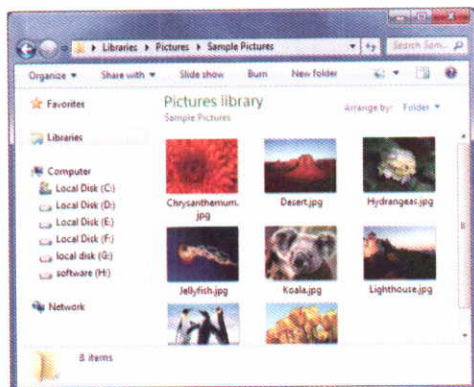 Libraries ▸ Pictures ▸ Sample Pictures
Search Sam...
Organize ▾ Share with ▾ Slide show Burn New folder
Favorites
Libraries
Computer
Local Disk (C:)
Local Disk (D:)
Local Disk (E:)
Local Disk (F:)
local disk (G:)
software (H:)
Network
Pictures library
Sample Pictures
Arrange by: Folder ▾
Chrysanthemum.
jpg
Desert.jpg
Hydrangeas.jpg
Jellyfish.jpg
Koala.jpg
Lighthouse.jpg
8 items